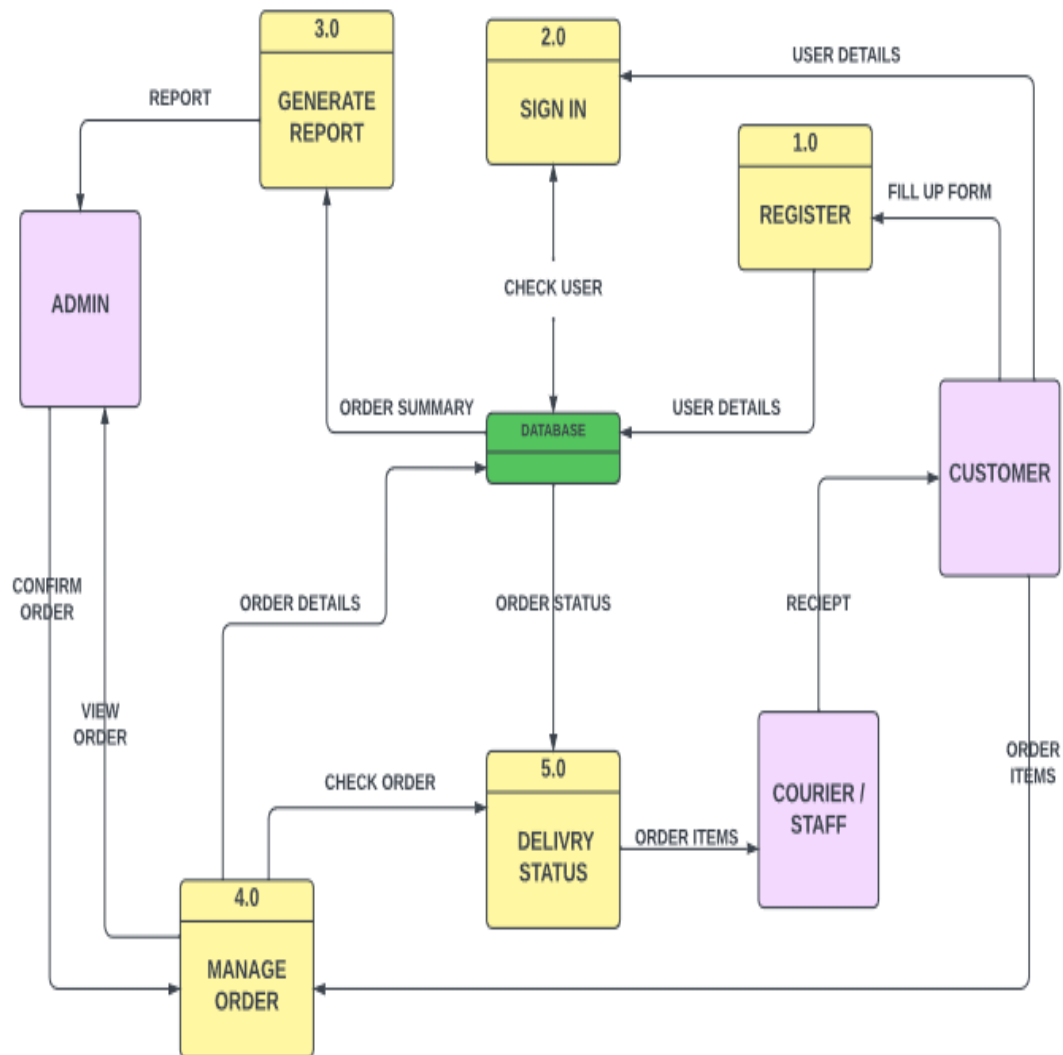 3.0
GENERATE
REPORT
2.0
SIGN IN
USER DETAILS
REPORT
1.0
REGISTER
FILL UP FORM
ADMIN
CHECK USER
ORDER SUMMARY
USER DETAILS
DATABASE
CUSTOMER
CONFIRM
ORDER
ORDER DETAILS
ORDER STATUS
RECIEPT
VIEW
ORDER
ORDER
ITEMS
CHECK ORDER
5.0
DELIVRY
STATUS
ORDER ITEMS
COURIER /
STAFF
4.0
MANAGE
ORDER